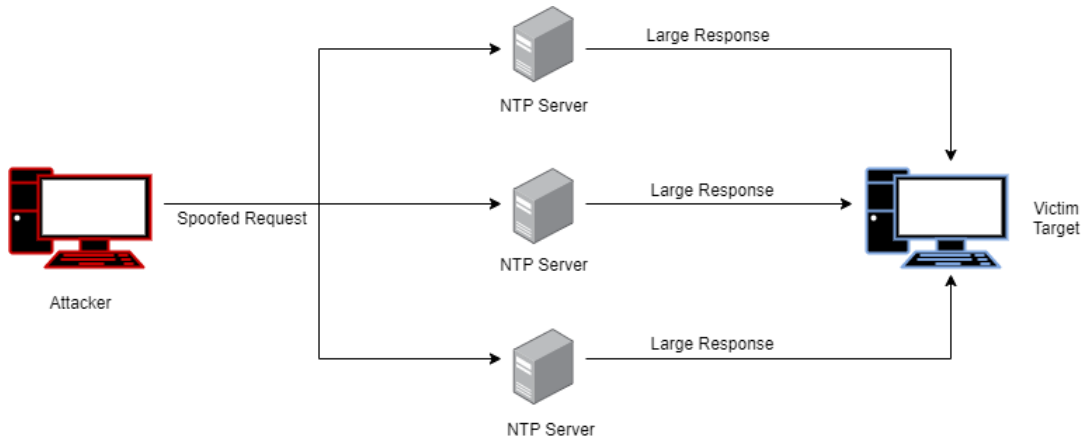 Large Response
NTP Server
Spoofed Request
Large Response
Victim
Target
NTP Server
Attacker
Large Response
NTP Server